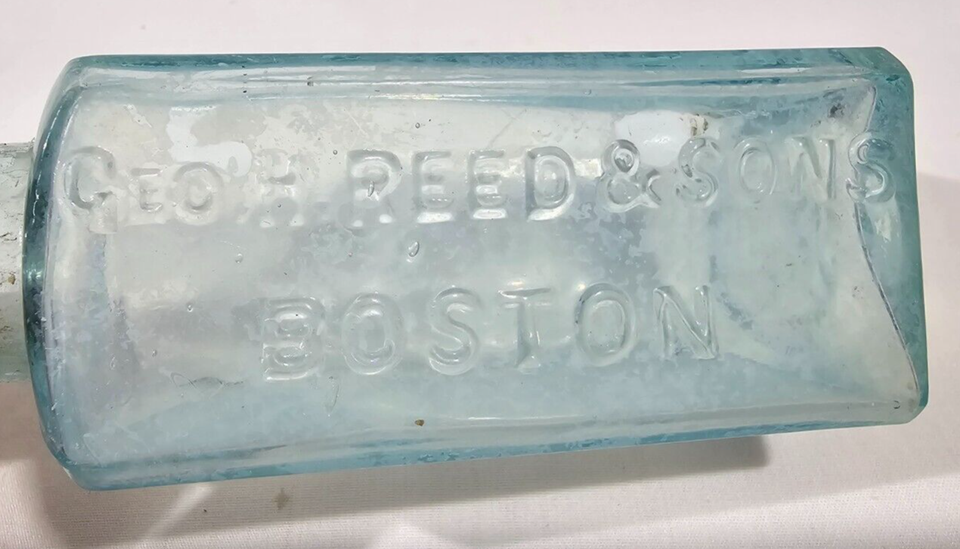 GEO H. REED & SONS
BOSTON